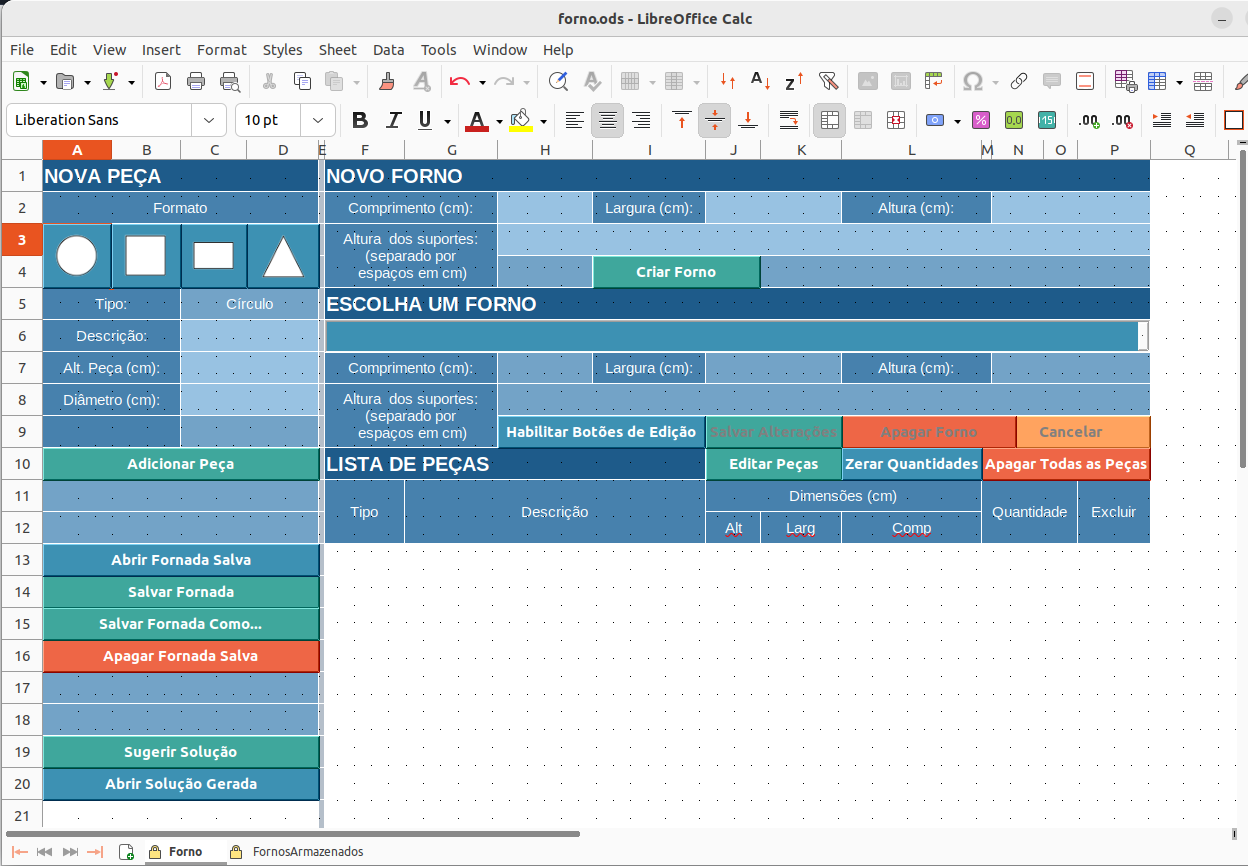 forno.ods - LibreOffice Calc
File Edit View Insert Format Styles Sheet Data Tools Window Help
Liberation Sans 10 pt B I U A
A B C D E F G H I J K L M N O P Q
1 NOVA PEÇA NOVO FORNO
2 Formato Comprimento (cm): Largura (cm): Altura (cm):
3 Altura dos suportes:
(separado por
4 espaços em cm) Criar Forno
5 Tipo: Círculo ESCOLHA UM FORNO
6 Descrição:
7 Alt. Peça (cm): Comprimento (cm): Largura (cm): Altura (cm):
8 Diâmetro (cm): Altura dos suportes:
(separado por
9 espaços em cm) Habilitar Botões de Edição Salvar Alterações Apagar Forno Cancelar
10 Adicionar Peça LISTA DE PEÇAS Editar Peças Zerar Quantidades Apagar Todas as Peças
11 Dimensões (cm)
Tipo Descrição Quantidade Excluir
12 Alt Larg Comp
13 Abrir Fornada Salva
14 Salvar Fornada
15 Salvar Fornada Como...
16 Apagar Fornada Salva
17
18
19 Sugerir Solução
20 Abrir Solução Gerada
21
Forno FornosArmazenados